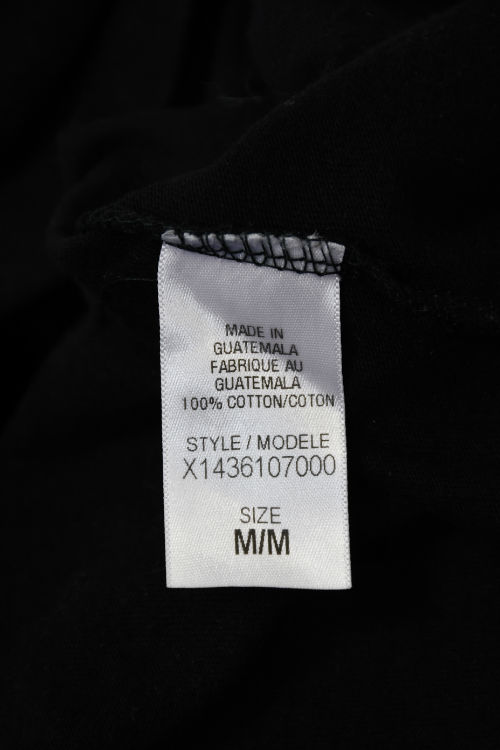 MADE IN
GUATEMALA
FABRIQUE AU
GUATEMALA
100% COTTON/COTON
STYLE / MODELE
X1436107000
SIZE
M/M